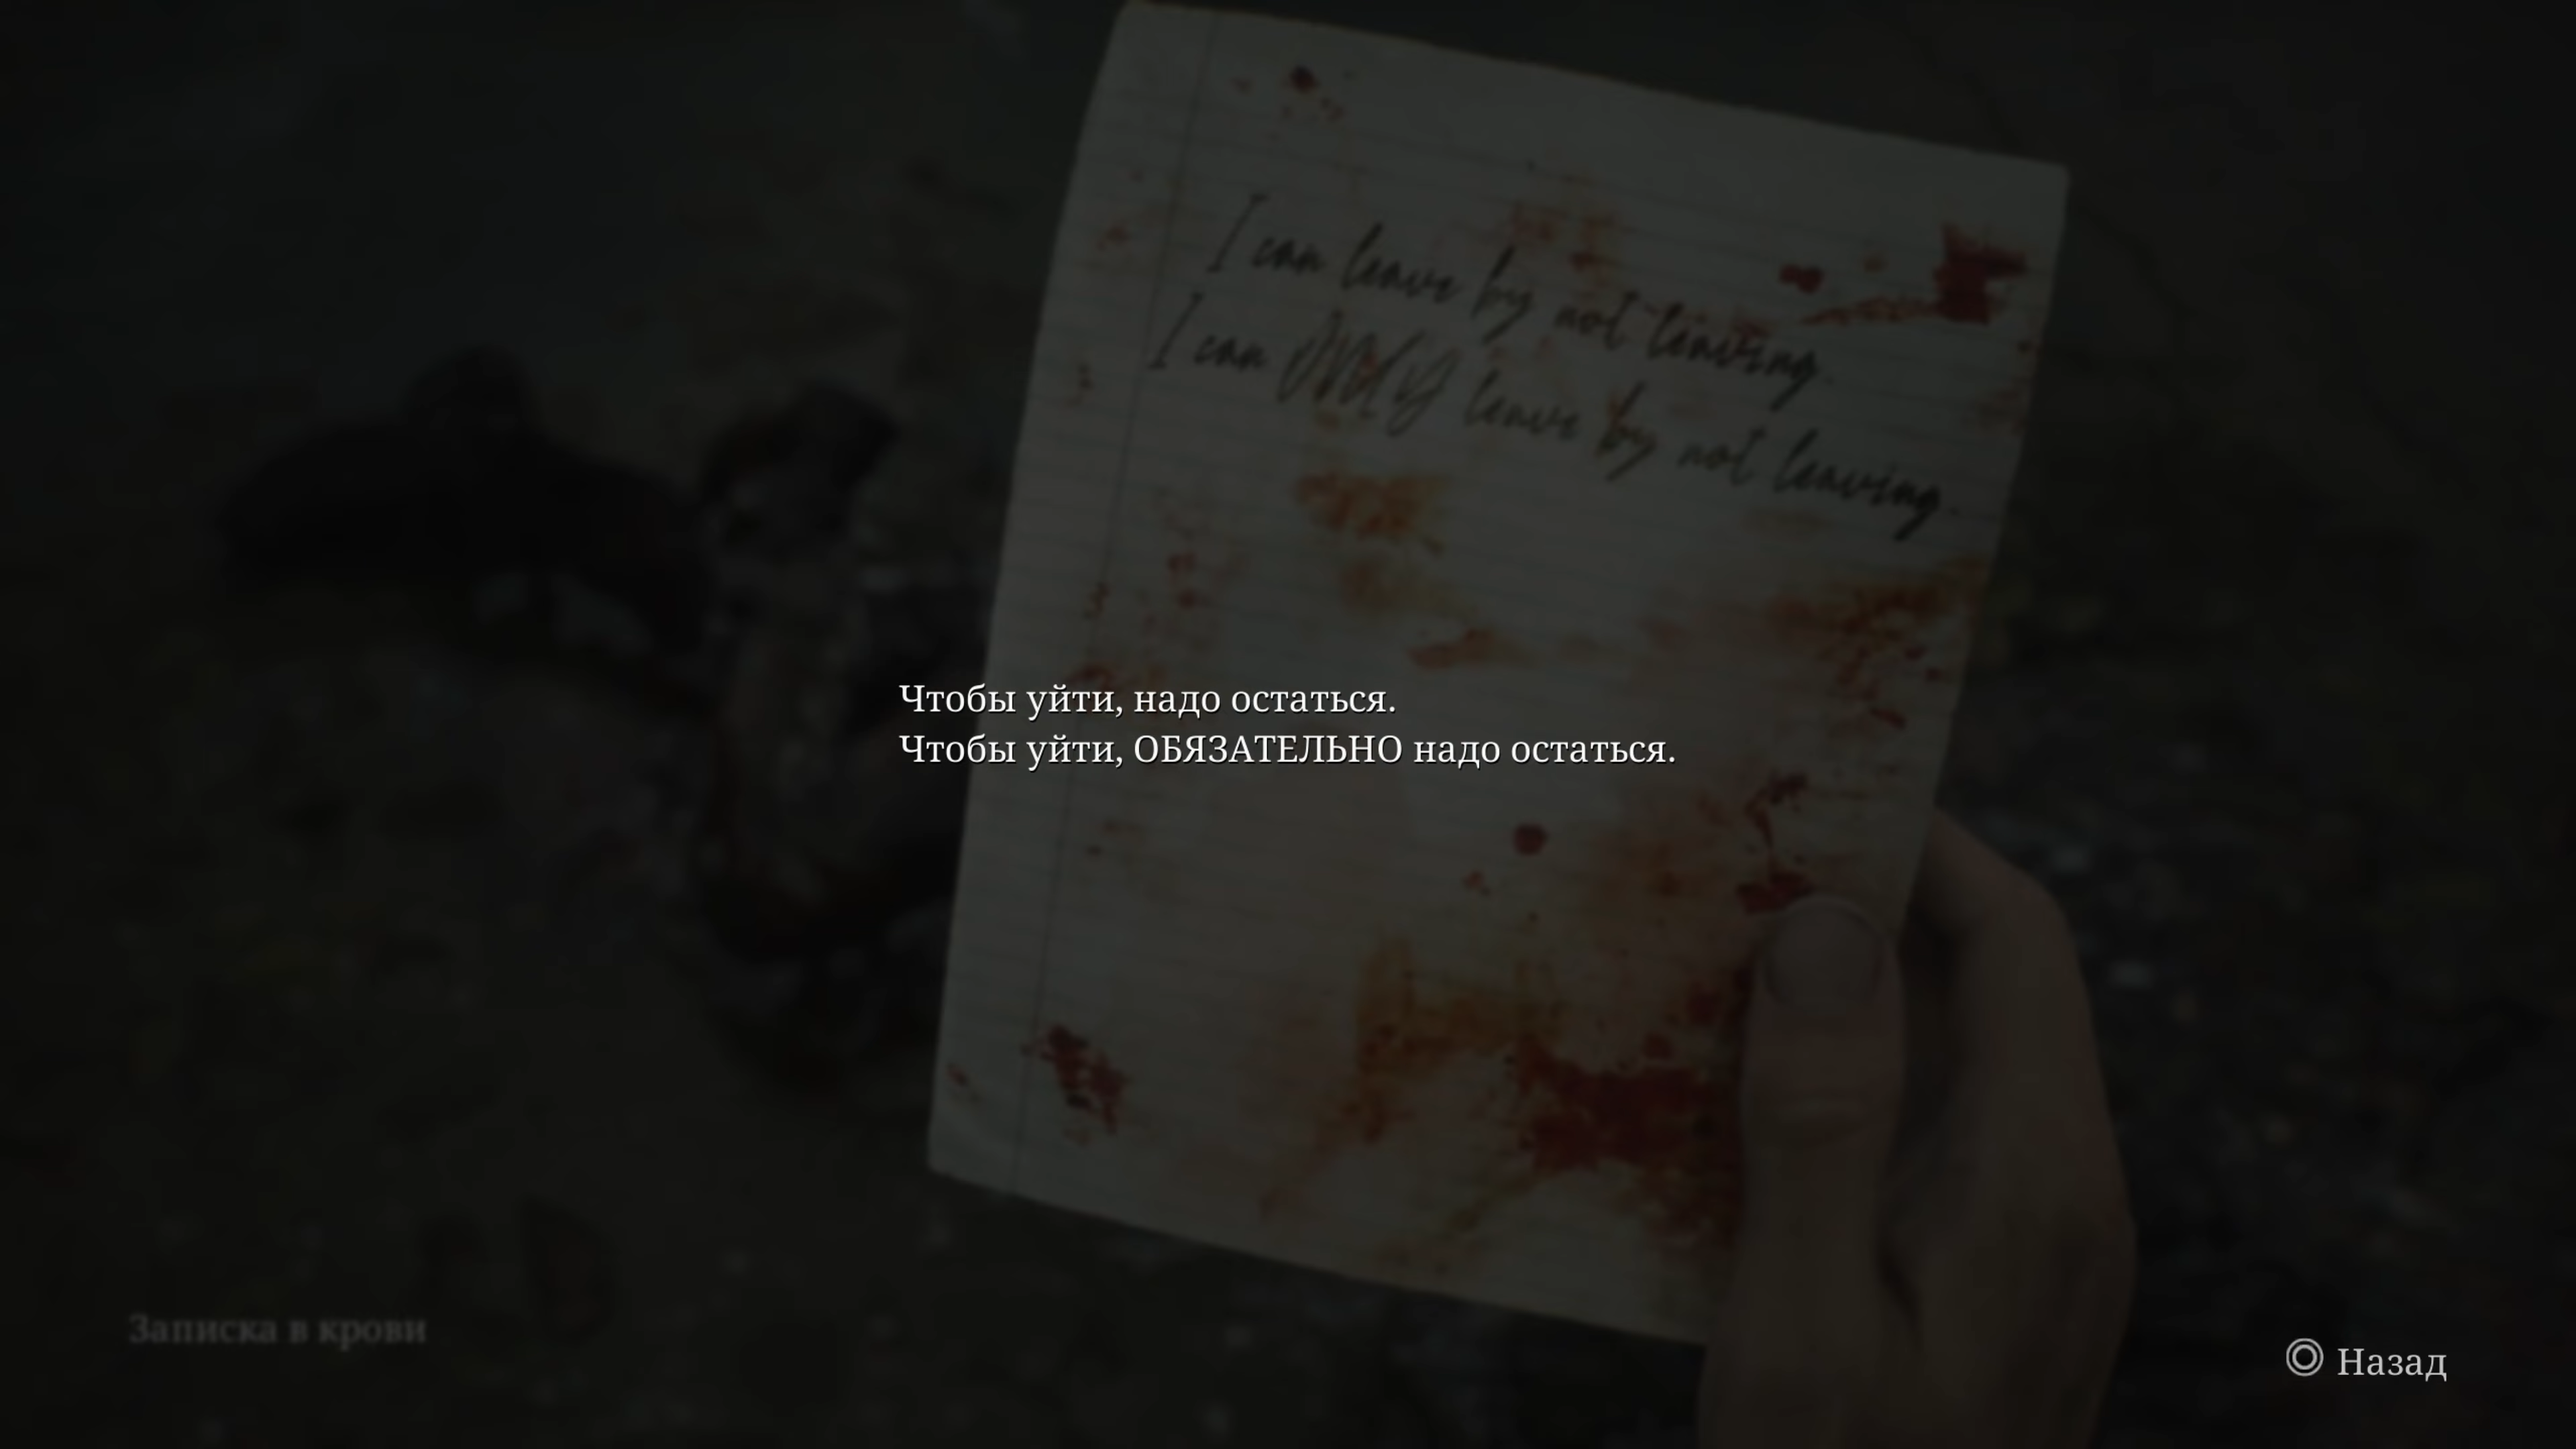 I can leave by not leaving.
I can ONLY leave by not leaving.
Чтобы уйти, надо остаться.
Чтобы уйти, ОБЯЗАТЕЛЬНО надо остаться.
Записка в крови
Назад